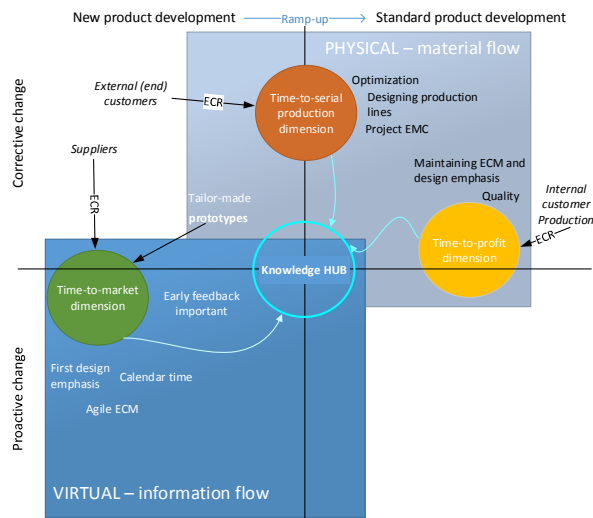 New product development
Ramp-up
Standard product development
PHYSICAL – material flow
External (end)
customers
ECR
Time-to-serial
production
dimension
Optimization
Designing production
lines
Project EMC
Corrective change
Suppliers
ECR
Maintaining ECM and
design emphasis
Quality
Internal
customer
Production
ECR
Tailor-made
prototypes
Time-to-profit
dimension
Knowledge HUB
Time-to-market
dimension
Early feedback
important
First design
emphasis
Calendar time
Agile ECM
Proactive change
VIRTUAL – information flow